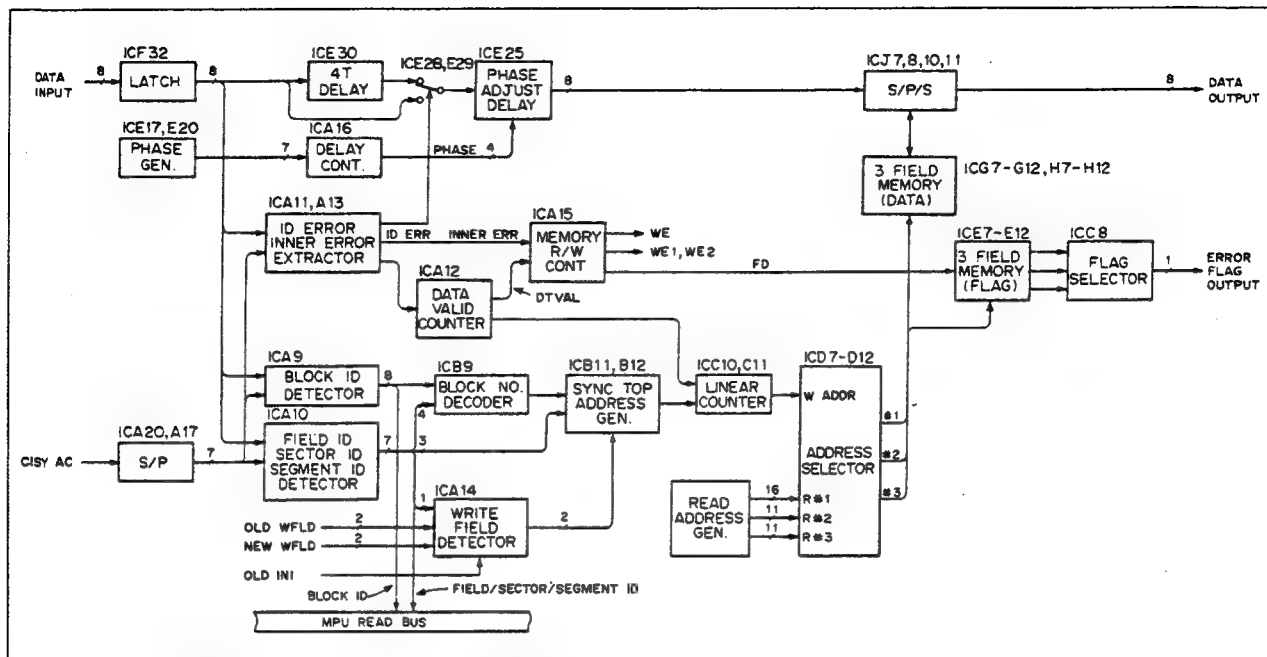 ICF32
DATA
INPUT
8
LATCH
8
ICE30
4T
DELAY
ICE28, E29
ICE25
PHASE
ADJUST
DELAY
8
ICJ7, 8, 10, 11
S/P/S
8
DATA
OUTPUT
ICE17, E20
PHASE
GEN.
7
ICA16
DELAY
CONT.
PHASE
4
3 FIELD
MEMORY
(DATA)
ICG7-G12, H7-H12
ICA11, A13
ID ERROR
INNER ERROR
EXTRACTOR
ID ERR
INNER ERR
ICA15
MEMORY
R/W
CONT
WE
WE1, WE2
FD
ICE7-E12
3 FIELD
MEMORY
(FLAG)
ICC8
FLAG
SELECTOR
1
ERROR
FLAG
OUTPUT
ICA12
DATA
VALID
COUNTER
DTVAL
ICA9
BLOCK ID
DETECTOR
8
ICB9
BLOCK NO.
DECODER
4
ICB11, B12
SYNC TOP
ADDRESS
GEN.
ICC10, C11
LINEAR
COUNTER
ICD7-D12
W ADDR
ADDRESS
SELECTOR
#1
#2
#3
R#1
R#2
R#3
CISY AC
ICA20, A17
S/P
7
ICA10
FIELD ID
SECTOR ID
SEGMENT ID
DETECTOR
7
3
1
ICA14
WRITE
FIELD
DETECTOR
2
OLD WFLD
2
NEW WFLD
2
OLD INI
READ
ADDRESS
GEN.
16
11
11
BLOCK ID
FIELD/SECTOR/SEGMENT ID
MPU READ BUS